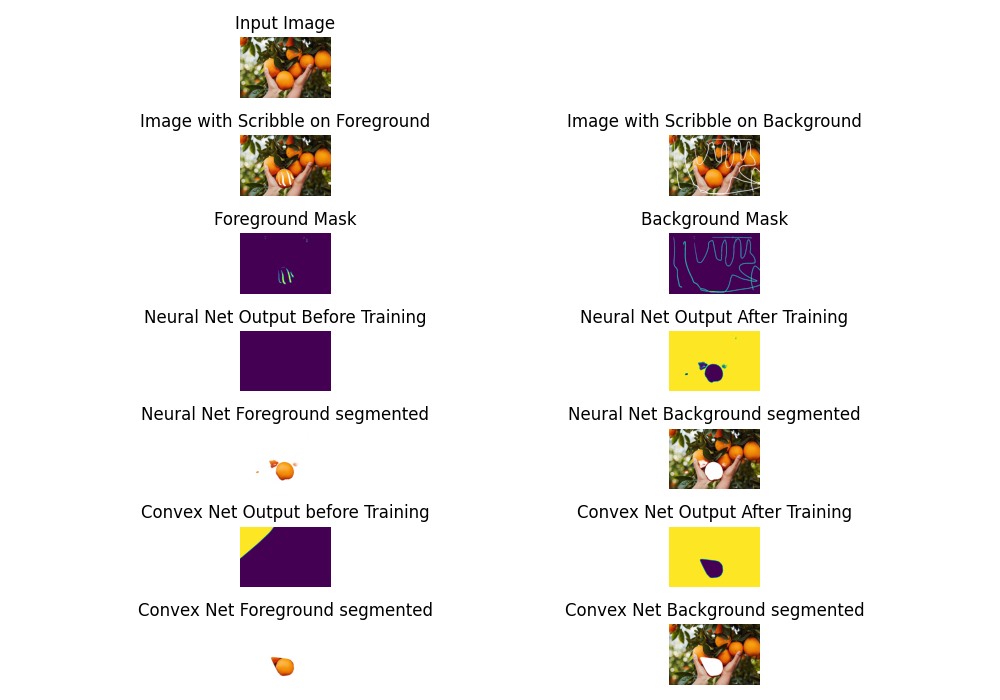 Input Image
Image with Scribble on Foreground
Image with Scribble on Background
Foreground Mask
Background Mask
Neural Net Output Before Training
Neural Net Output After Training
Neural Net Foreground segmented
Neural Net Background segmented
Convex Net Output before Training
Convex Net Output After Training
Convex Net Foreground segmented
Convex Net Background segmented